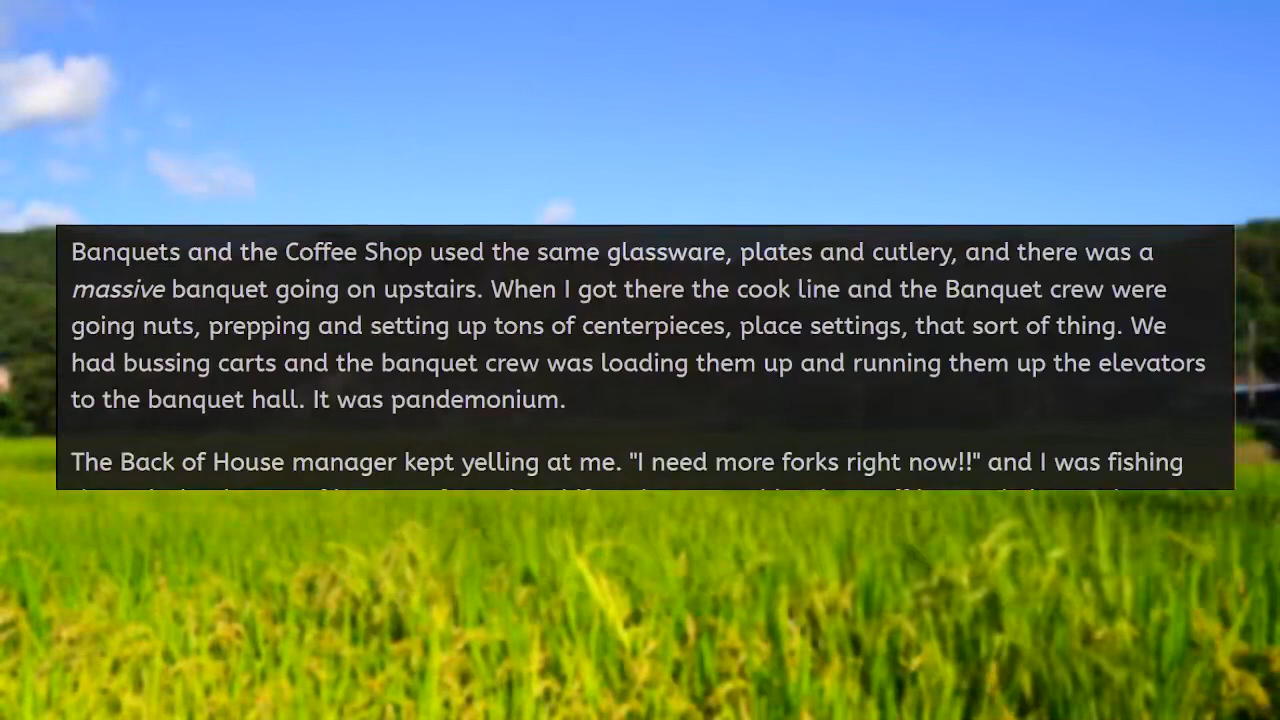 Banquets and the Coffee Shop used the same glassware, plates and cutlery, and there was a
massive banquet going on upstairs. When I got there the cook line and the Banquet crew were
going nuts, prepping and setting up tons of centerpieces, place settings, that sort of thing. We
had bussing carts and the banquet crew was loading them up and running them up the elevators
to the banquet hall. It was pandemonium.
The Back of House manager kept yelling at me. "I need more forks right now!!" and I was fishing